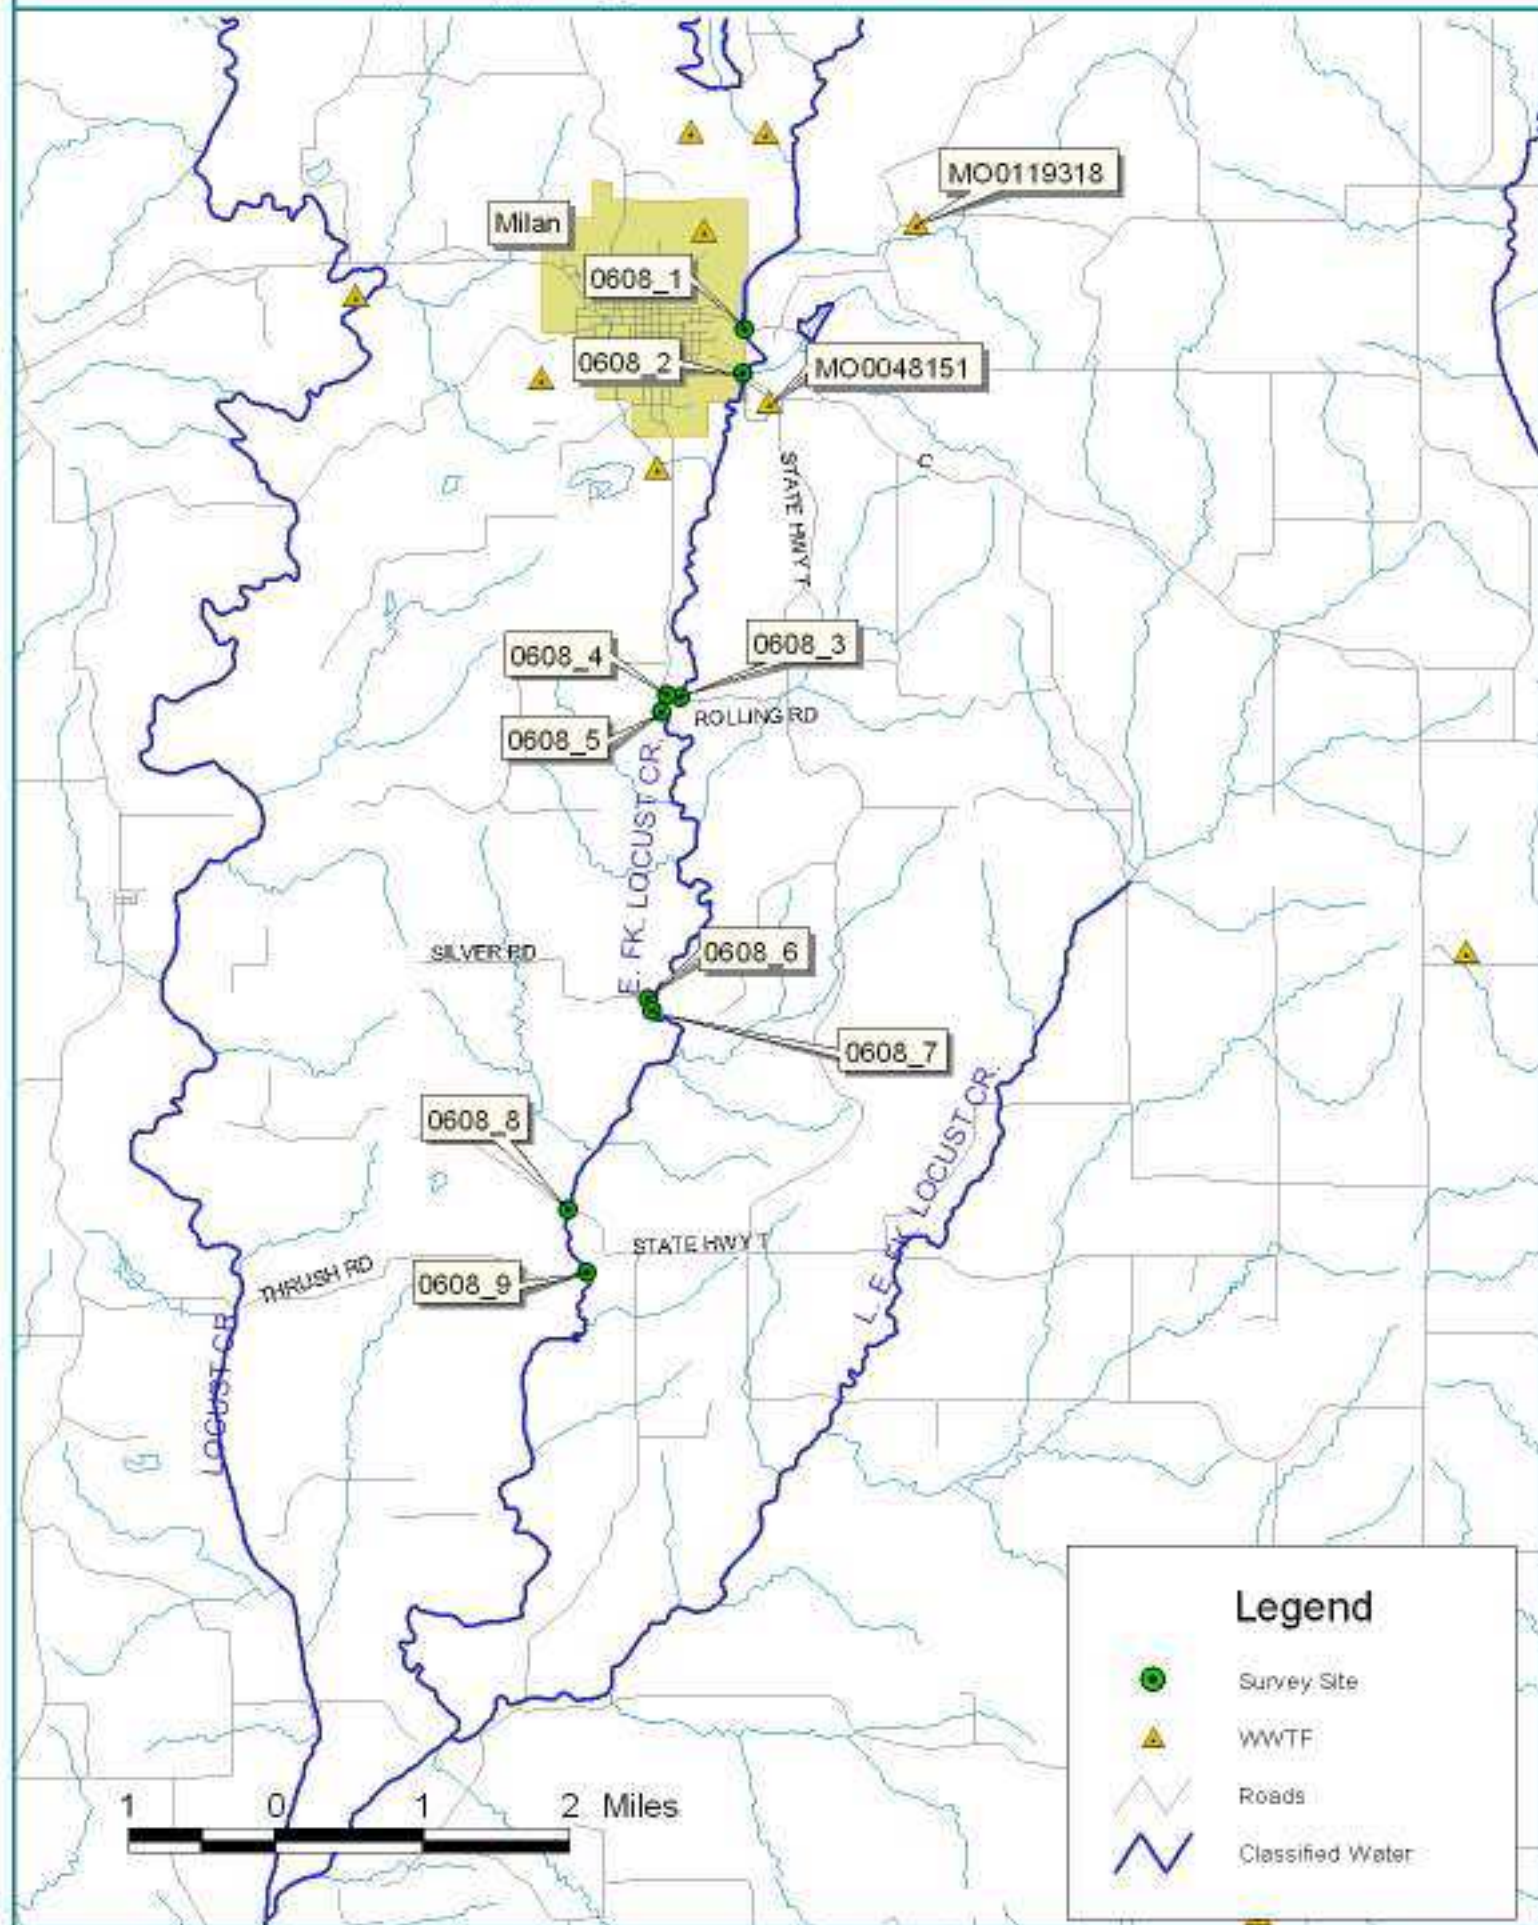 MO0119318
Milan
0608_1
0608_2
MO0048151
C
STATE HWY T
0608_4
0608_3
ROLLING RD
0608_5
E. FK. LOCUST CR.
SILVER RD
0608_6
0608_7
0608_8
L. E. FK. LOCUST CR.
STATE HWY T
THRUSH RD
0608_9
LOCUST CR.
Legend
Survey Site
WWTF
Roads
Classified Water
1 0 1 2 Miles